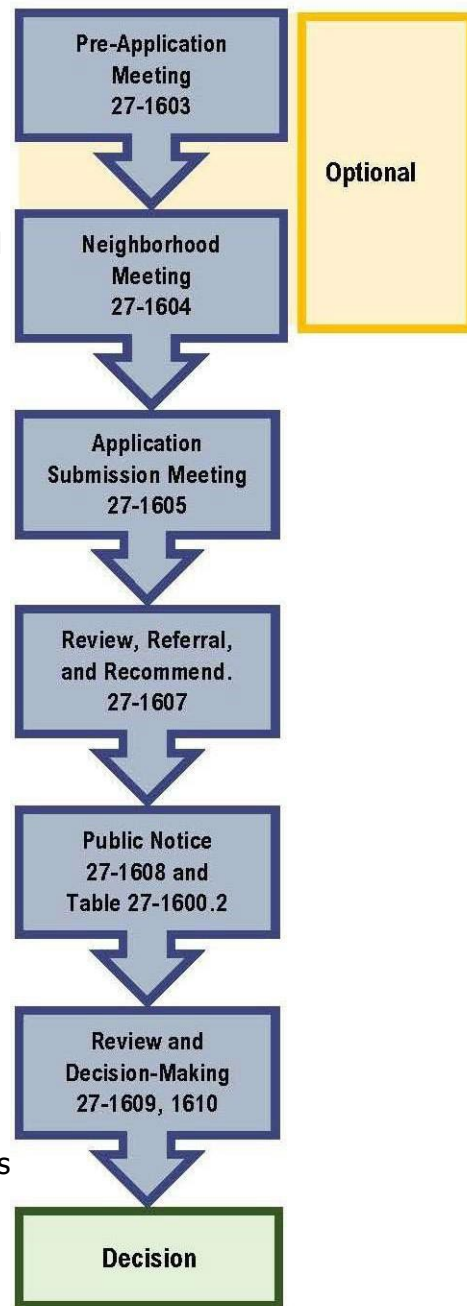 Pre-Application
Meeting
27-1603
Optional
Neighborhood
Meeting
27-1604
Application
Submission Meeting
27-1605
Review, Referral,
and Recommend.
27-1607
Public Notice
27-1608 and
Table 27-1600.2
Review and
Decision-Making
27-1609, 1610
s
Decision